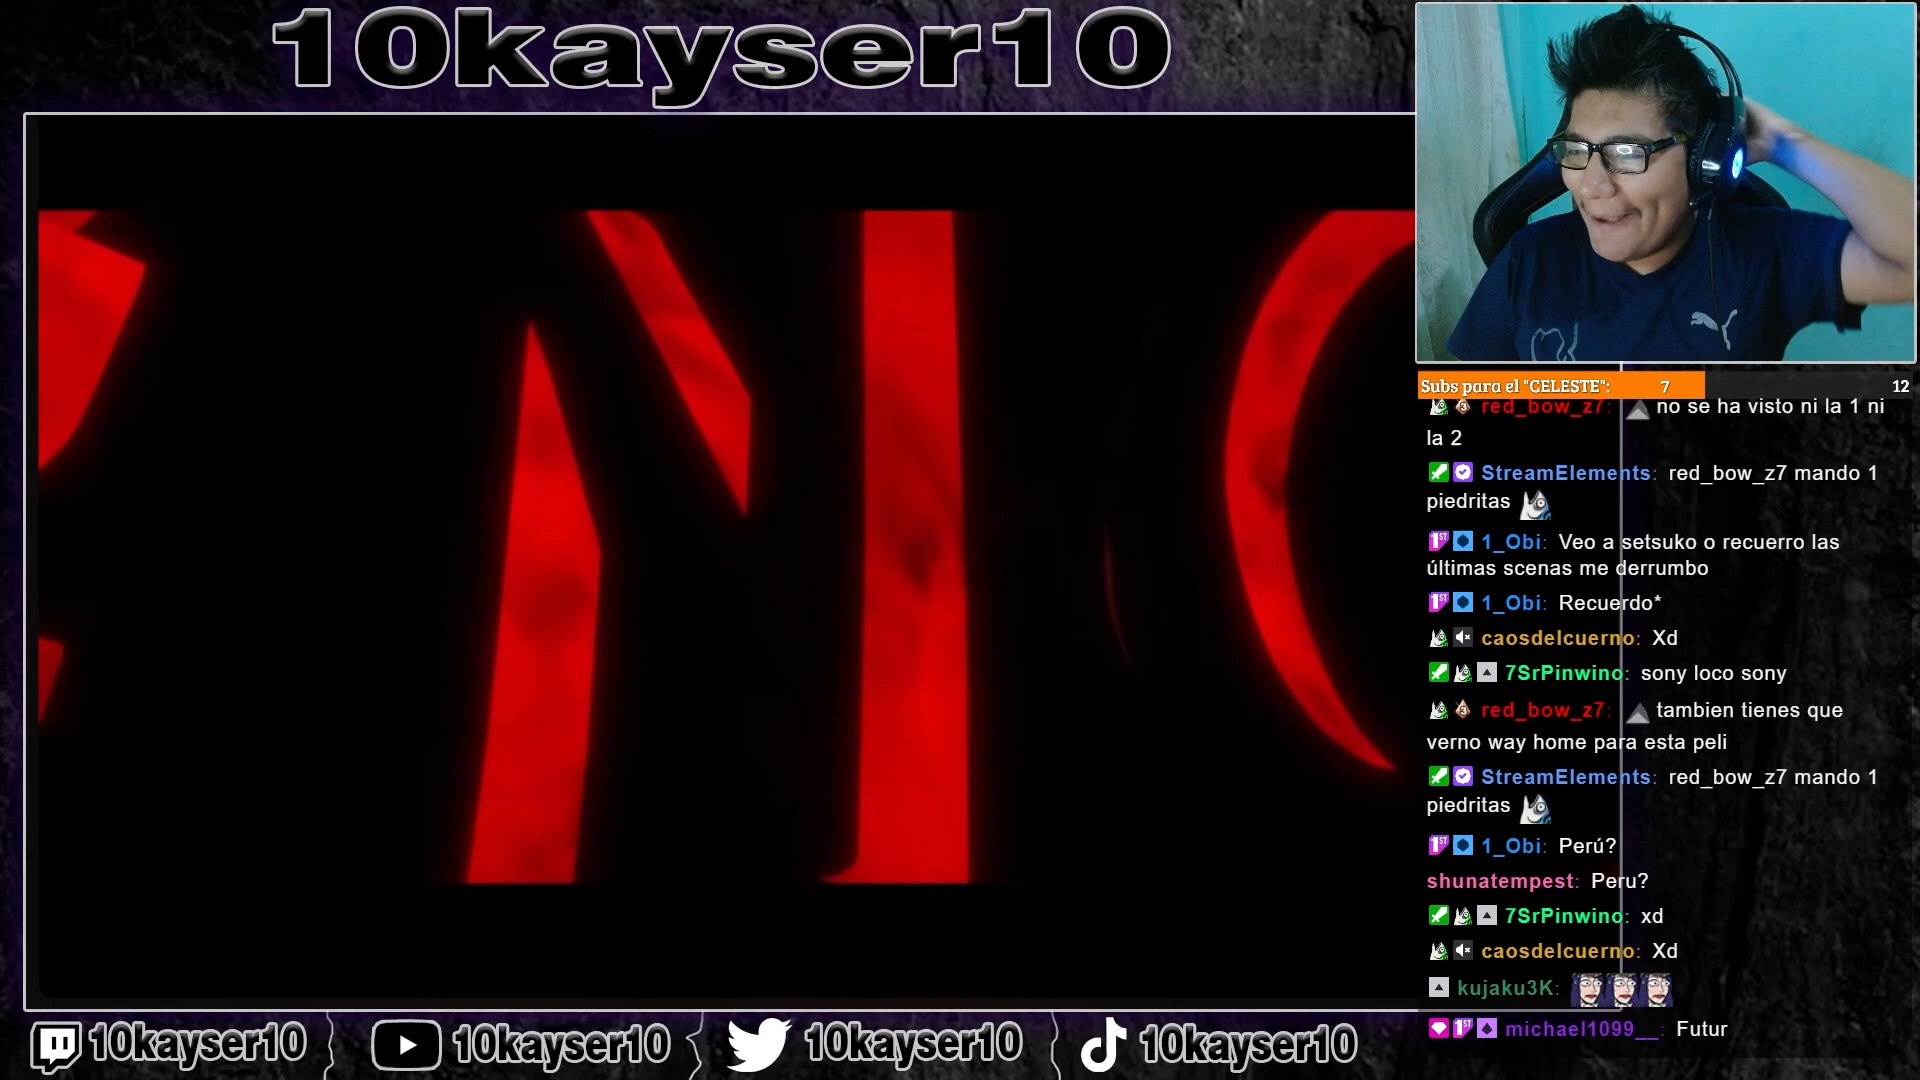 10kayser10
Subs para el "CELESTE": 7 12
red_bow_z7: no se ha visto ni la 1 ni
la 2
StreamElements: red_bow_z7 mando 1
piedritas
1_Obi: Veo a setsuko o recuerro las
últimas scenas me derrumbo
1_Obi: Recuerdo*
caosdelcuerno: Xd
7SrPinwino: sony loco sony
red_bow_z7: tambien tienes que
verno way home para esta peli
StreamElements: red_bow_z7 mando 1
piedritas
1_Obi: Perú?
shunatempest: Peru?
7SrPinwino: xd
caosdelcuerno: Xd
kujaku3K:
michael1099__: Futur
10kayser10 10kayser10 10kayser10 10kayser10